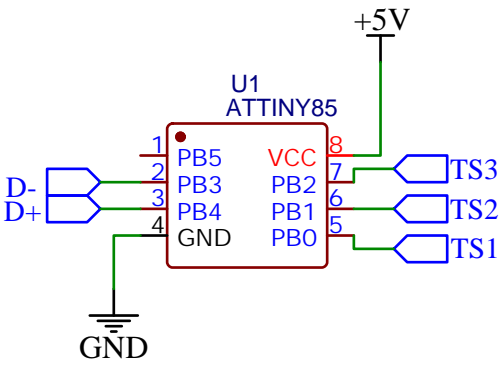 +5V
U1
ATTINY85
1 PB5 VCC 8
D- 2 PB3 PB2 7 TS3
D+ 3 PB4 PB1 6 TS2
4 GND PB0 5 TS1
GND